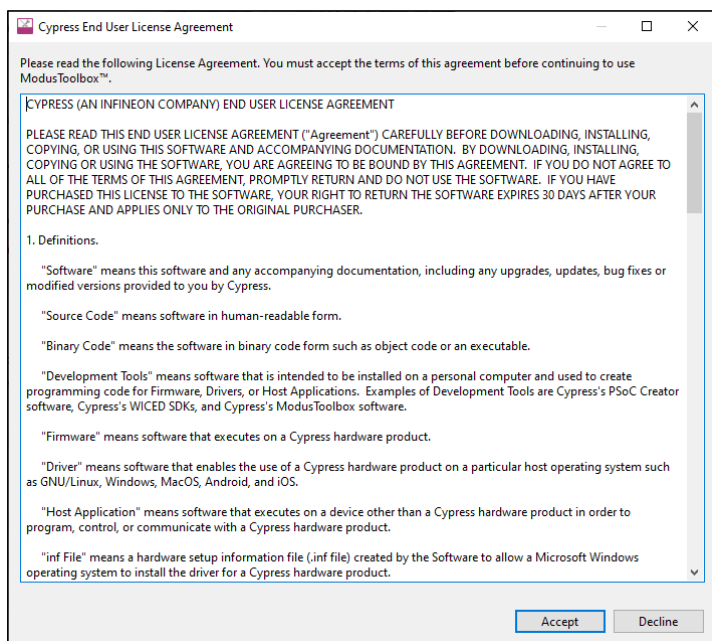 Cypress End User License Agreement
Please read the following License Agreement. You must accept the terms of this agreement before continuing to use
ModusToolbox™.
CYPRESS (AN INFINEON COMPANY) END USER LICENSE AGREEMENT
PLEASE READ THIS END USER LICENSE AGREEMENT ("Agreement") CAREFULLY BEFORE DOWNLOADING, INSTALLING,
COPYING, OR USING THIS SOFTWARE AND ACCOMPANYING DOCUMENTATION.  BY DOWNLOADING, INSTALLING,
COPYING OR USING THE SOFTWARE, YOU ARE AGREEING TO BE BOUND BY THIS AGREEMENT.  IF YOU DO NOT AGREE TO
ALL OF THE TERMS OF THIS AGREEMENT, PROMPTLY RETURN AND DO NOT USE THE SOFTWARE.  IF YOU HAVE
PURCHASED THIS LICENSE TO THE SOFTWARE, YOUR RIGHT TO RETURN THE SOFTWARE EXPIRES 30 DAYS AFTER YOUR
PURCHASE AND APPLIES ONLY TO THE ORIGINAL PURCHASER.
1. Definitions.
"Software" means this software and any accompanying documentation, including any upgrades, updates, bug fixes or
modified versions provided to you by Cypress.
"Source Code" means software in human-readable form.
"Binary Code" means the software in binary code form such as object code or an executable.
"Development Tools" means software that is intended to be installed on a personal computer and used to create
programming code for Firmware, Drivers, or Host Applications.  Examples of Development Tools are Cypress's PSoC Creator
software, Cypress's WICED SDKs, and Cypress's ModusToolbox software.
"Firmware" means software that executes on a Cypress hardware product.
"Driver" means software that enables the use of a Cypress hardware product on a particular host operating system such
as GNU/Linux, Windows, MacOS, Android, and iOS.
"Host Application" means software that executes on a device other than a Cypress hardware product in order to
program, control, or communicate with a Cypress hardware product.
"inf File" means a hardware setup information file (.inf file) created by the Software to allow a Microsoft Windows
operating system to install the driver for a Cypress hardware product.
Accept Decline